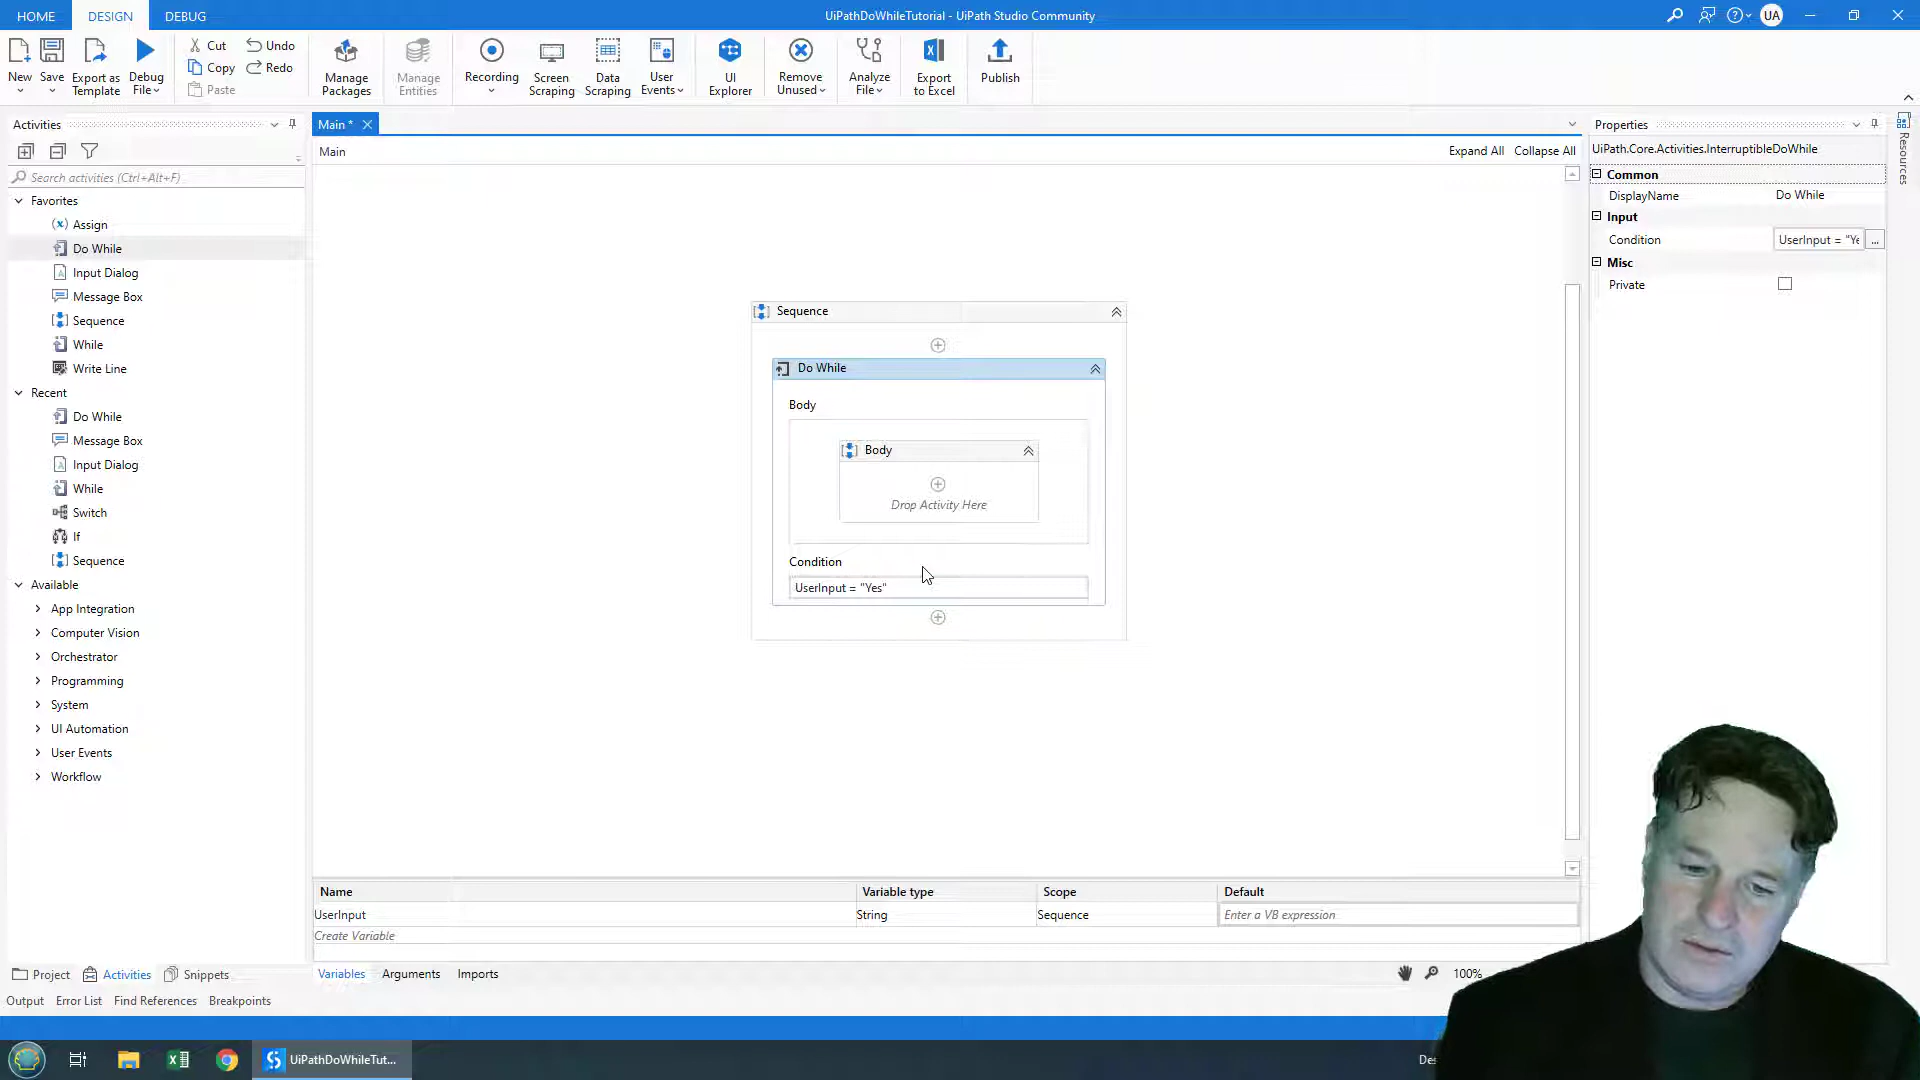 HOME
DESIGN
DEBUG
UiPathDoWhileTutorial - UiPath Studio Community
UA
New
Save
Export as
Template
Debug
File
Cut
Copy
Paste
Undo
Redo
Manage
Packages
Manage
Entities
Recording
Screen
Scraping
Data
Scraping
User
Events
UI
Explorer
Remove
Unused
Analyze
File
Export
to Excel
Publish
Activities
Search activities (Ctrl+Alt+F)
Favorites
Assign
Do While
Input Dialog
Message Box
Sequence
While
Write Line
Recent
Do While
Message Box
Input Dialog
While
Switch
If
Sequence
Available
App Integration
Computer Vision
Orchestrator
Programming
System
UI Automation
User Events
Workflow
Project
Activities
Snippets
Main *
Main
Expand All
Collapse All
Sequence
Do While
Body
Body
Drop Activity Here
Condition
UserInput = "Yes"
Name
Variable type
Scope
Default
UserInput
String
Sequence
Enter a VB expression
Create Variable
Variables
Arguments
Imports
100%
Properties
UiPath.Core.Activities.InterruptibleDoWhile
Common
DisplayName
Do While
Input
Condition
UserInput = "Ye
...
Misc
Private
Resources
Output
Error List
Find References
Breakpoints
UiPathDoWhileTut...
Des